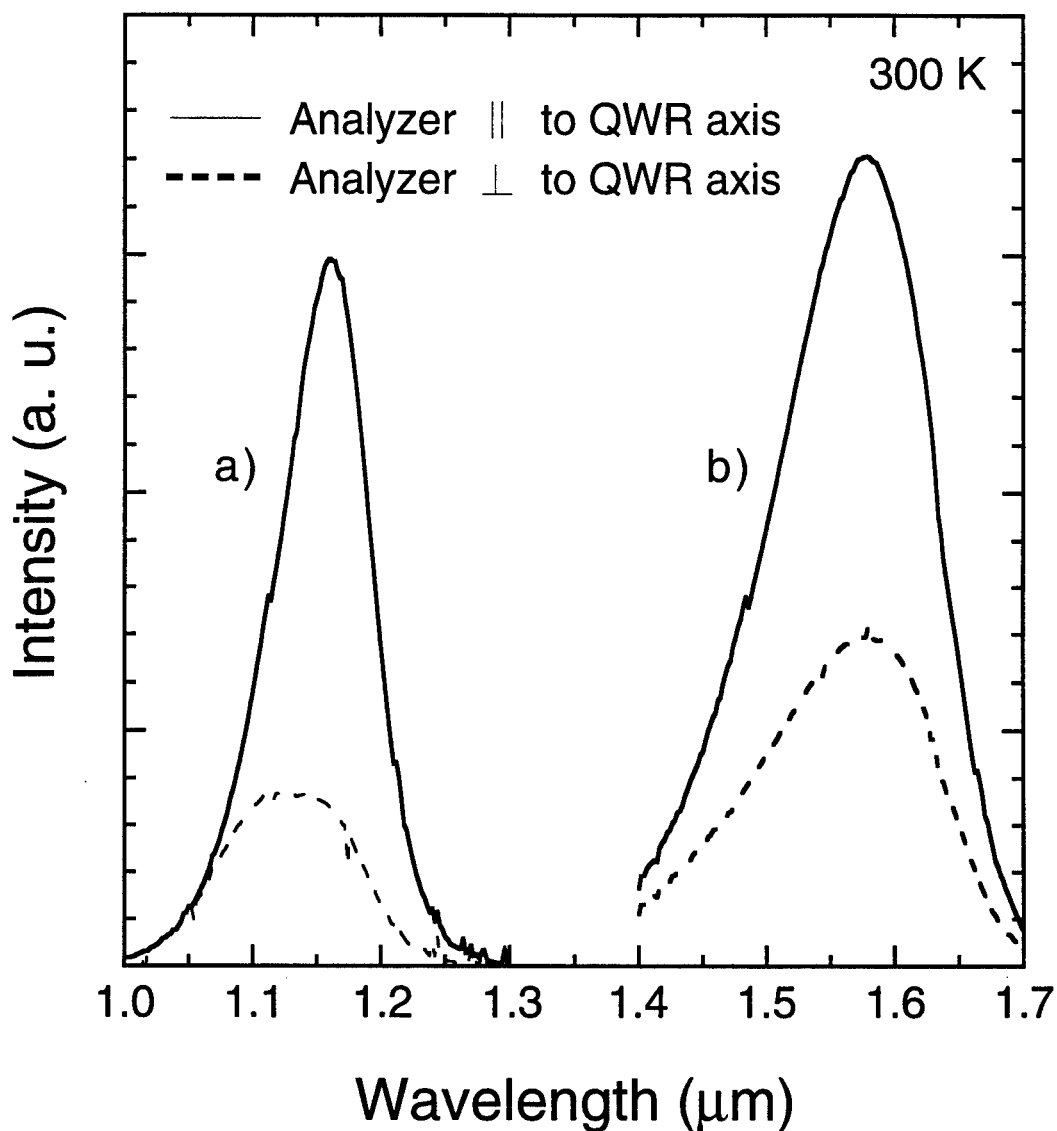 300 K
Analyzer || to QWR axis
Analyzer ⊥ to QWR axis
a)
b)
Intensity (a. u.)
1.0 1.1 1.2 1.3 1.4 1.5 1.6 1.7
Wavelength (μm)